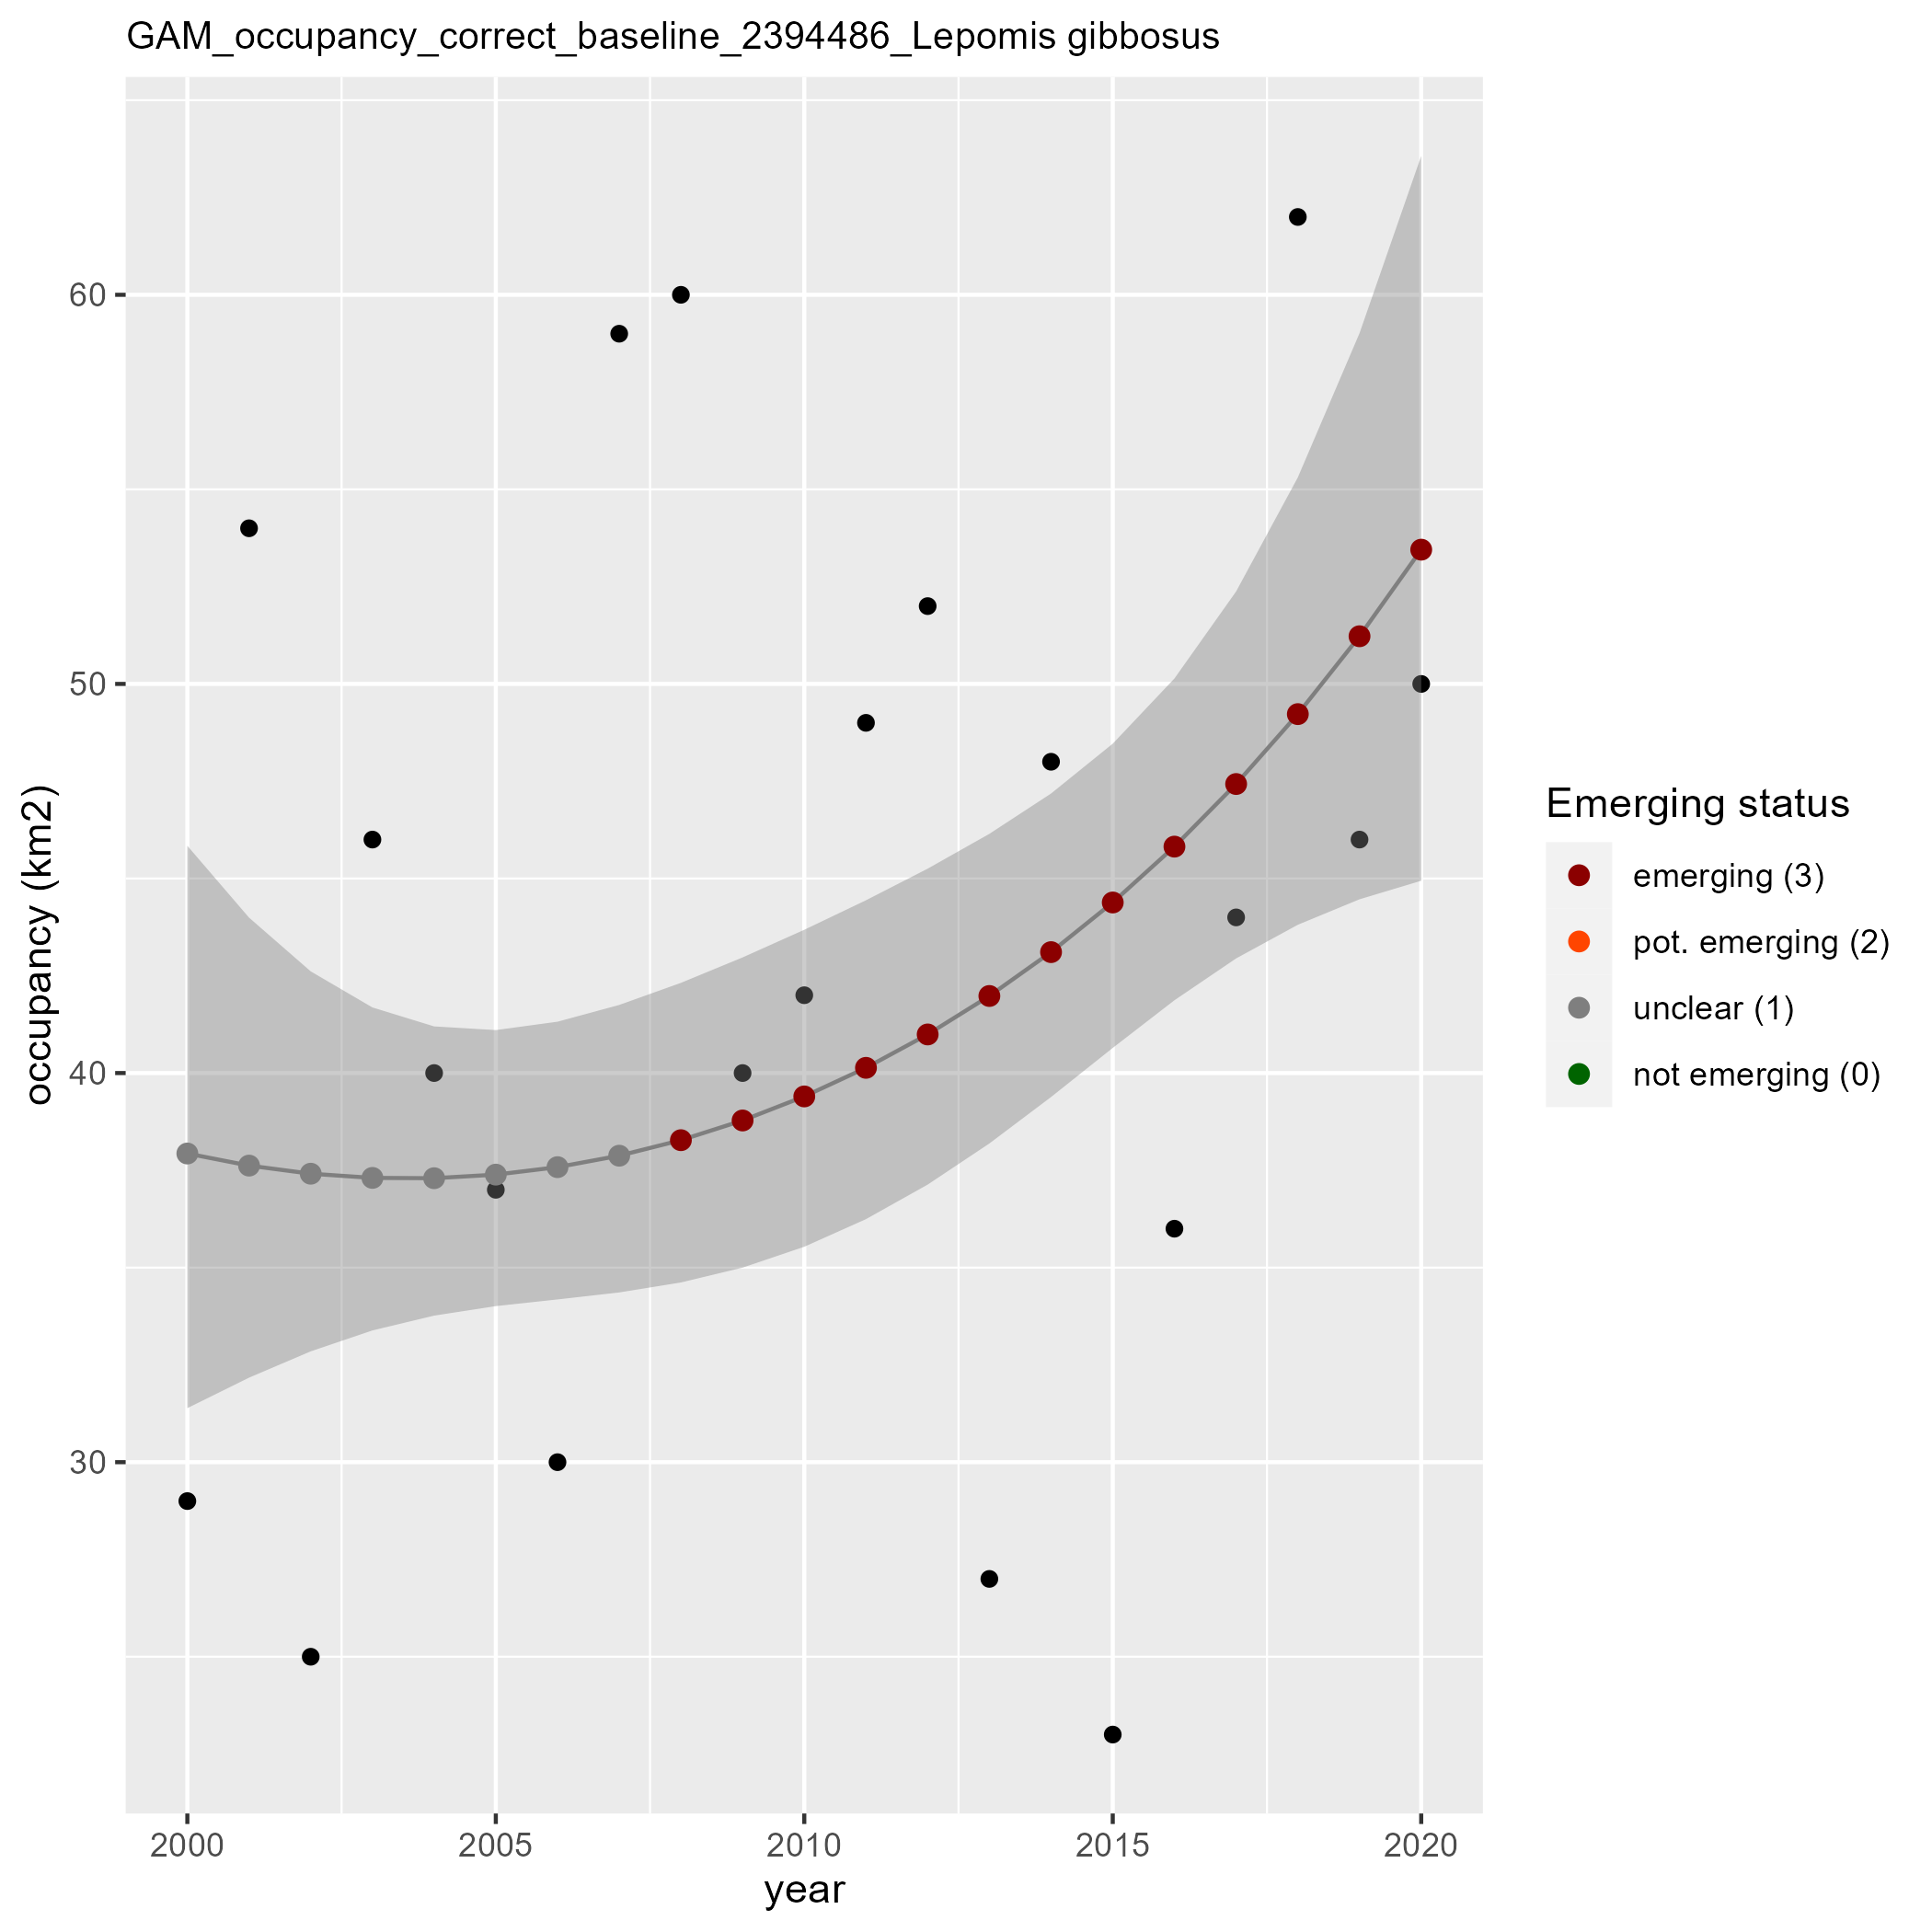 GAM_occupancy_correct_baseline_2394486_Lepomis gibbosus
60
50
40
30
occupancy (km2)
2000 2005 2010 2015 2020
year
Emerging status
emerging (3)
pot. emerging (2)
unclear (1)
not emerging (0)